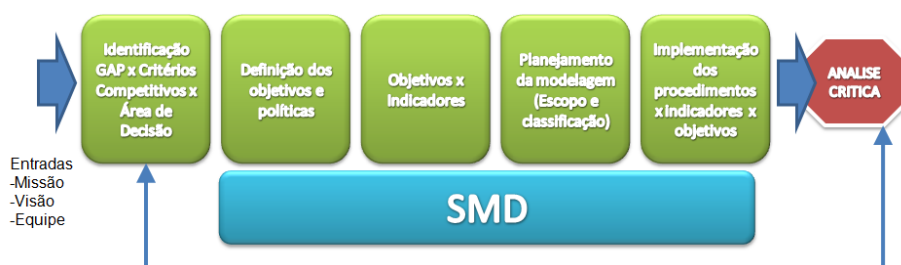 Identificação
GAP x Critérios
Competitivos x
Área de
Decisão
Definição dos
objetivos e
políticas
Objetivos x
Indicadores
Planejamento
da modelagem
(Escopo e
classificação)
Implementação
dos
procedimentos
x indicadores x
objetivos
ANALISE
CRITICA
Entradas
-Missão
-Visão
-Equipe
SMD